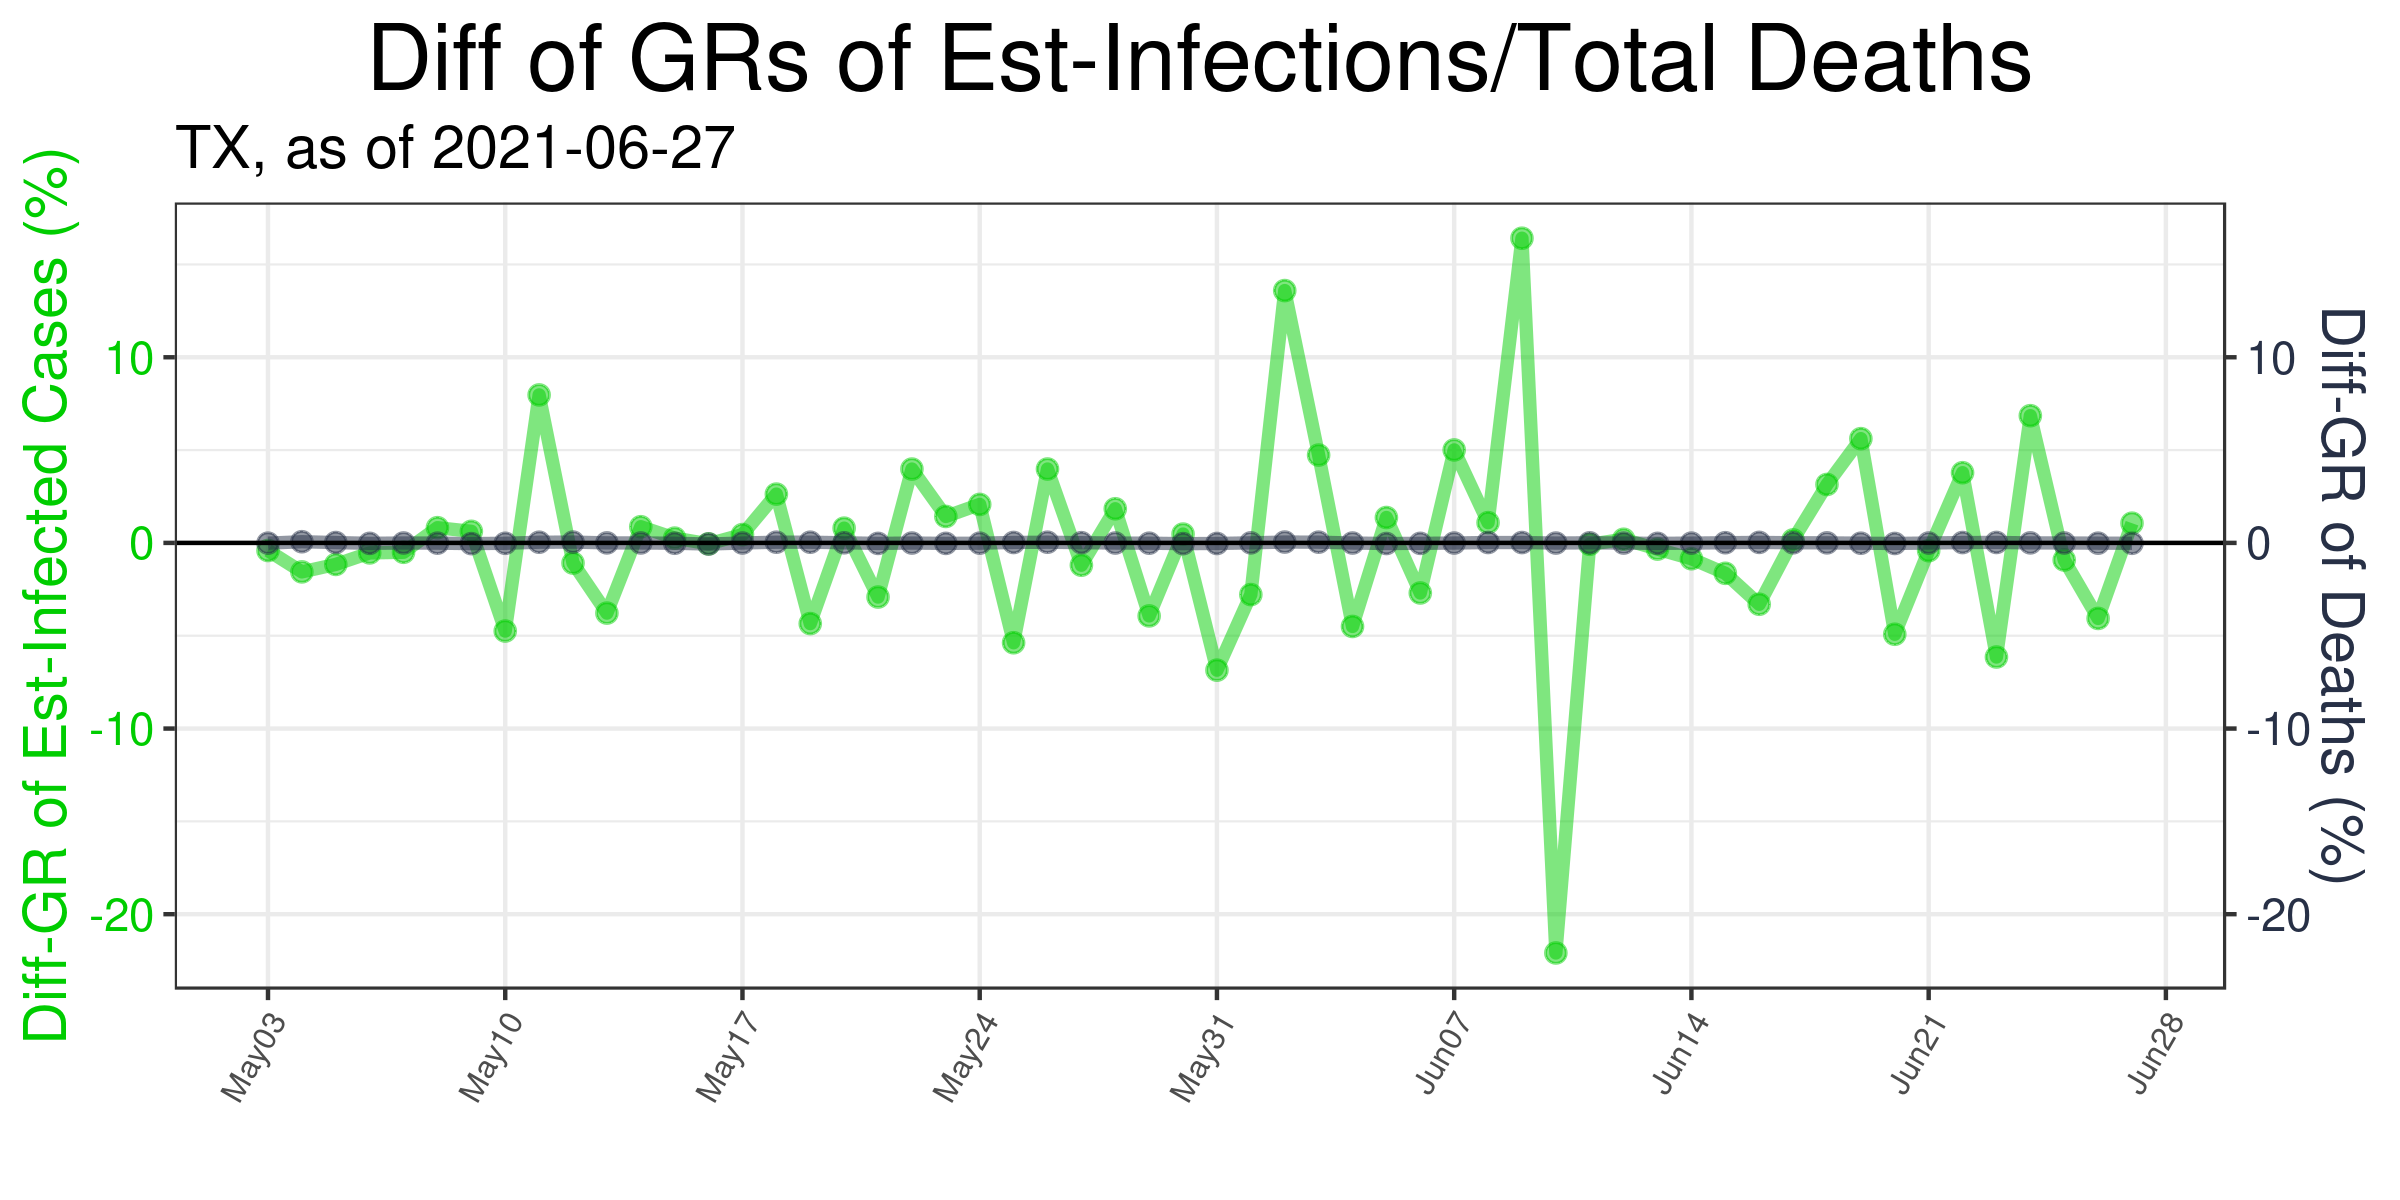 Diff of GRs of Est-Infections/Total Deaths
TX, as of 2021-06-27
Diff-GR of Est-Infected Cases (%)
10
0
-10
-20
10
0
-10
-20
Diff-GR of Deaths (%)
May03
May10
May17
May24
May31
Jun07
Jun14
Jun21
Jun28